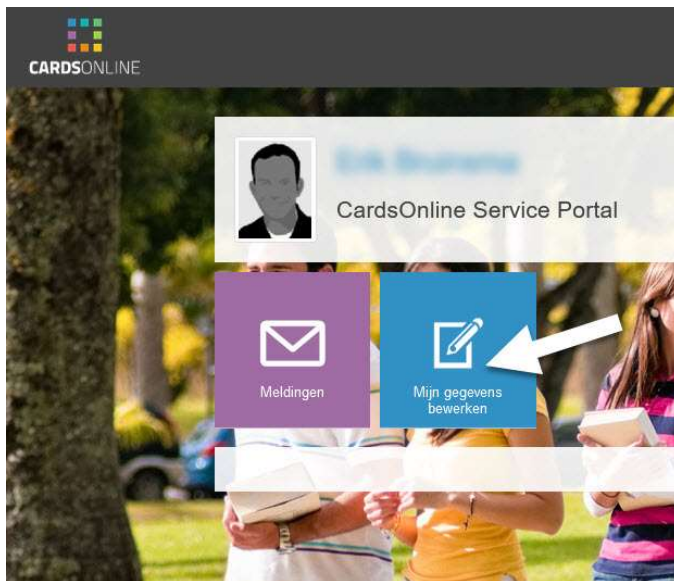 CARDSONLINE
CardsOnline Service Portal
Meldingen
Mijn gegevens
bewerken